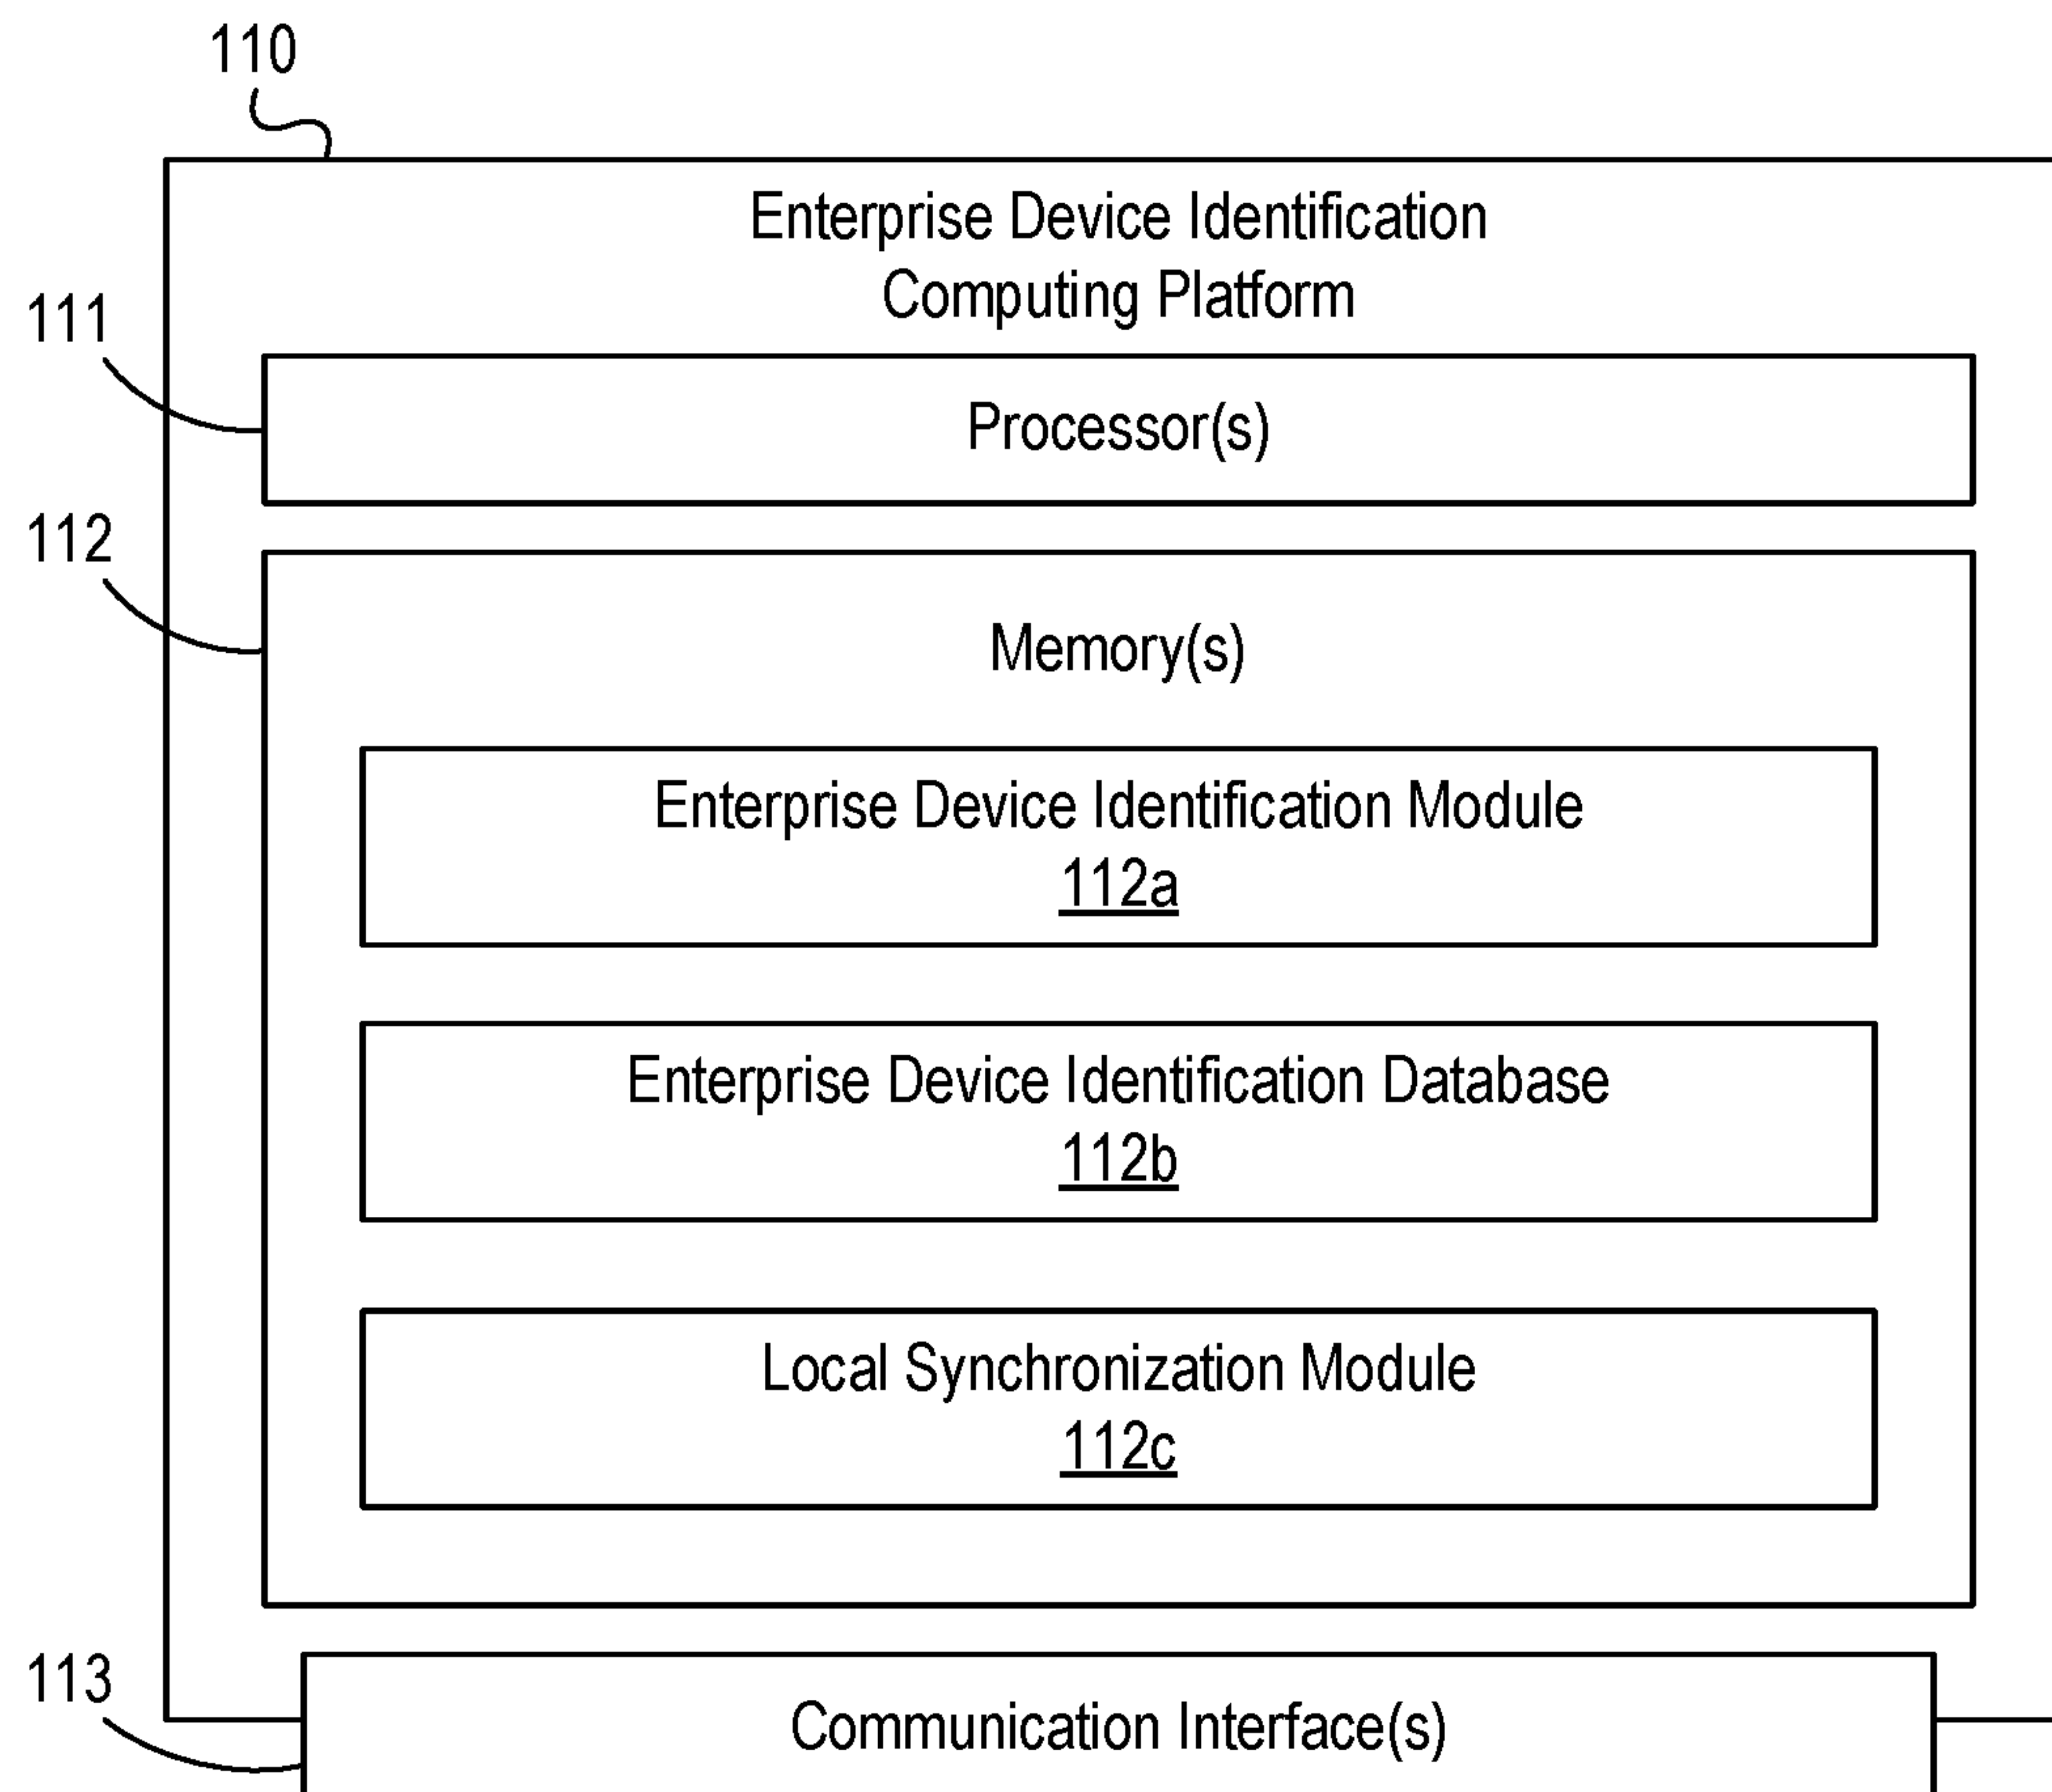 110
Enterprise Device Identification
Computing Platform
111
Processor(s)
112
Memory(s)
Enterprise Device Identification Module
112a
Enterprise Device Identification Database
112b
Local Synchronization Module
112c
113
Communication Interface(s)